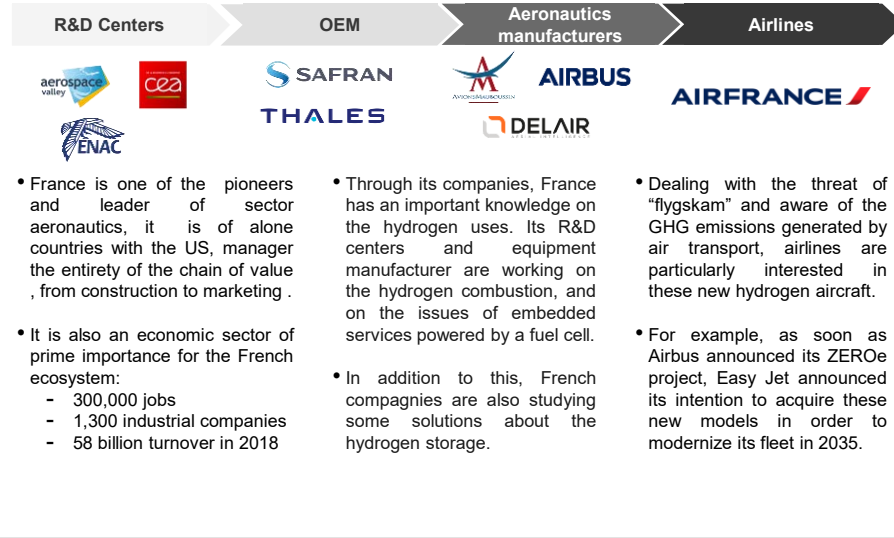 R&D Centers
OEM
Aeronautics
manufacturers
Airlines
aerospace
valley
cea
ENAC
SAFRAN
THALES
AVIONS MAUBOUSSIN
AIRBUS
DELAIR
AERIAL INTELLIGENCE
AIRFRANCE
• France is one of the pioneers
and leader of sector
aeronautics, it is of alone
countries with the US, manager
the entirety of the chain of value
, from construction to marketing .
• It is also an economic sector of
prime importance for the French
ecosystem:
- 300,000 jobs
- 1,300 industrial companies
- 58 billion turnover in 2018
• Through its companies, France
has an important knowledge on
the hydrogen uses. Its R&D
centers and equipment
manufacturer are working on
the hydrogen combustion, and
on the issues of embedded
services powered by a fuel cell.
• In addition to this, French
compagnies are also studying
some solutions about the
hydrogen storage.
• Dealing with the threat of
“flygskam” and aware of the
GHG emissions generated by
air transport, airlines are
particularly interested in
these new hydrogen aircraft.
• For example, as soon as
Airbus announced its ZEROe
project, Easy Jet announced
its intention to acquire these
new models in order to
modernize its fleet in 2035.